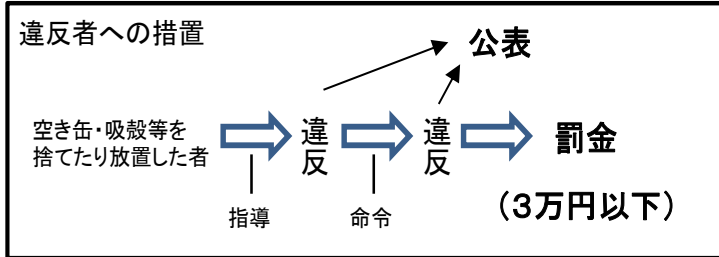 違反者への措置
公表
空き缶・吸殻等を
捨てたり放置した者
違反
違反
罰金
指導
命令
（３万円以下）